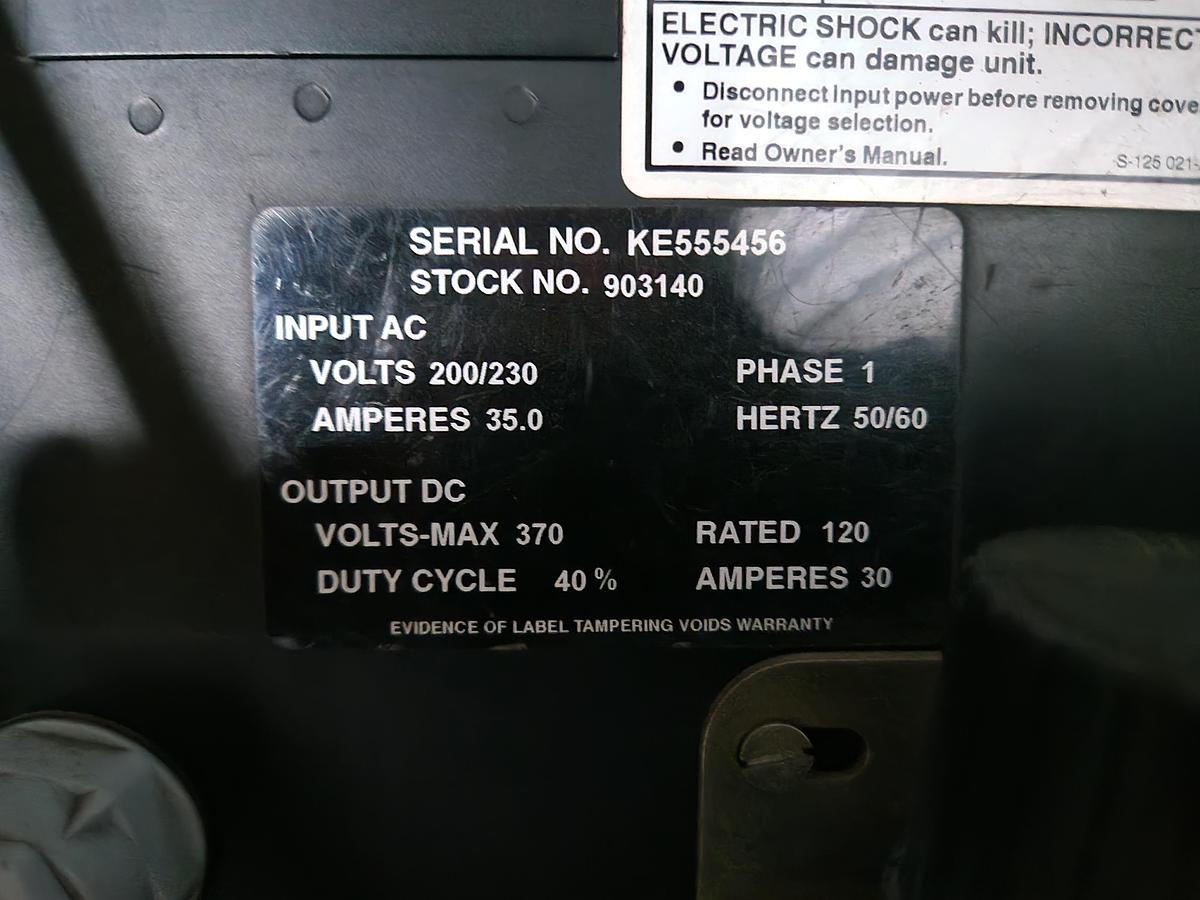 ELECTRIC SHOCK can kill; INCORRECT
VOLTAGE can damage unit.
• Disconnect input power before removing cove
for voltage selection.
• Read Owner's Manual.
S-125 021-
SERIAL NO. KE555456
STOCK NO. 903140
INPUT AC
VOLTS 200/230 PHASE 1
AMPERES 35.0 HERTZ 50/60
OUTPUT DC
VOLTS-MAX 370 RATED 120
DUTY CYCLE 40 % AMPERES 30
EVIDENCE OF LABEL TAMPERING VOIDS WARRANTY